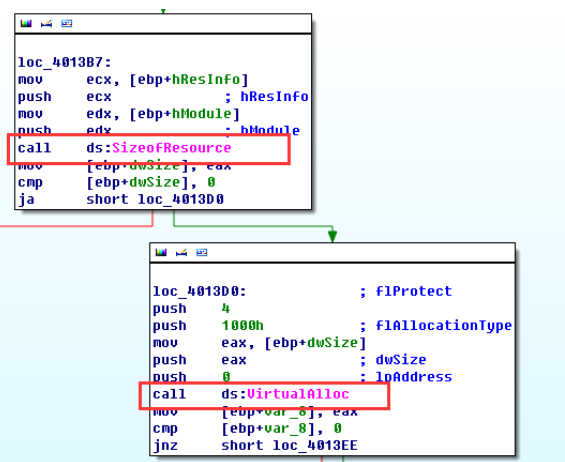 loc_4013B7:
mov ecx, [ebp+hResInfo]
push ecx ; hResInfo
mov edx, [ebp+hModule]
push edx ; hModule
call ds:SizeofResource
mov [ebp+dwSize], eax
cmp [ebp+dwSize], 0
ja short loc_4013D0
loc_4013D0: ; flProtect
push 4
push 1000h ; flAllocationType
mov eax, [ebp+dwSize]
push eax ; dwSize
push 0 ; lpAddress
call ds:VirtualAlloc
mov [ebp+var_8], eax
cmp [ebp+var_8], 0
jnz short loc_4013EE